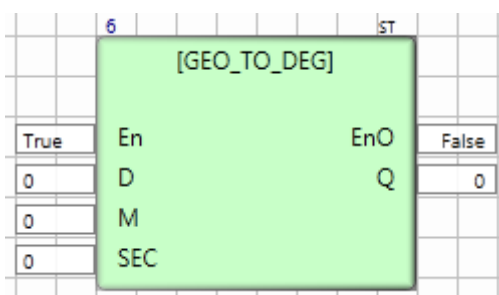 6 ST
[GEO_TO_DEG]
True En EnO False
0 D Q 0
0 M
0 SEC